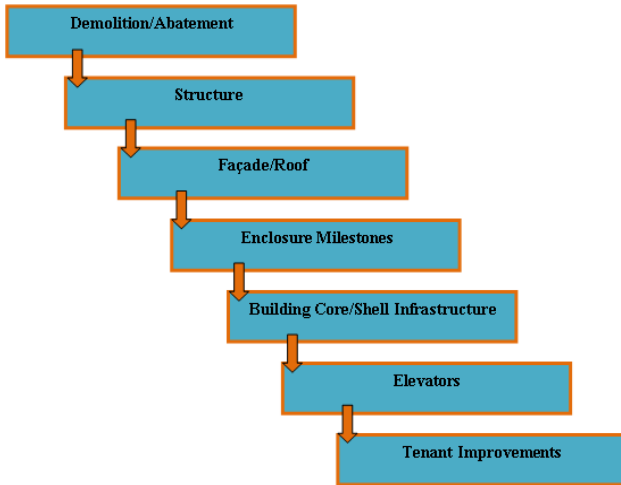 Demolition/Abatement
Structure
Façade/Roof
Enclosure Milestones
Building Core/Shell Infrastructure
Elevators
Tenant Improvements